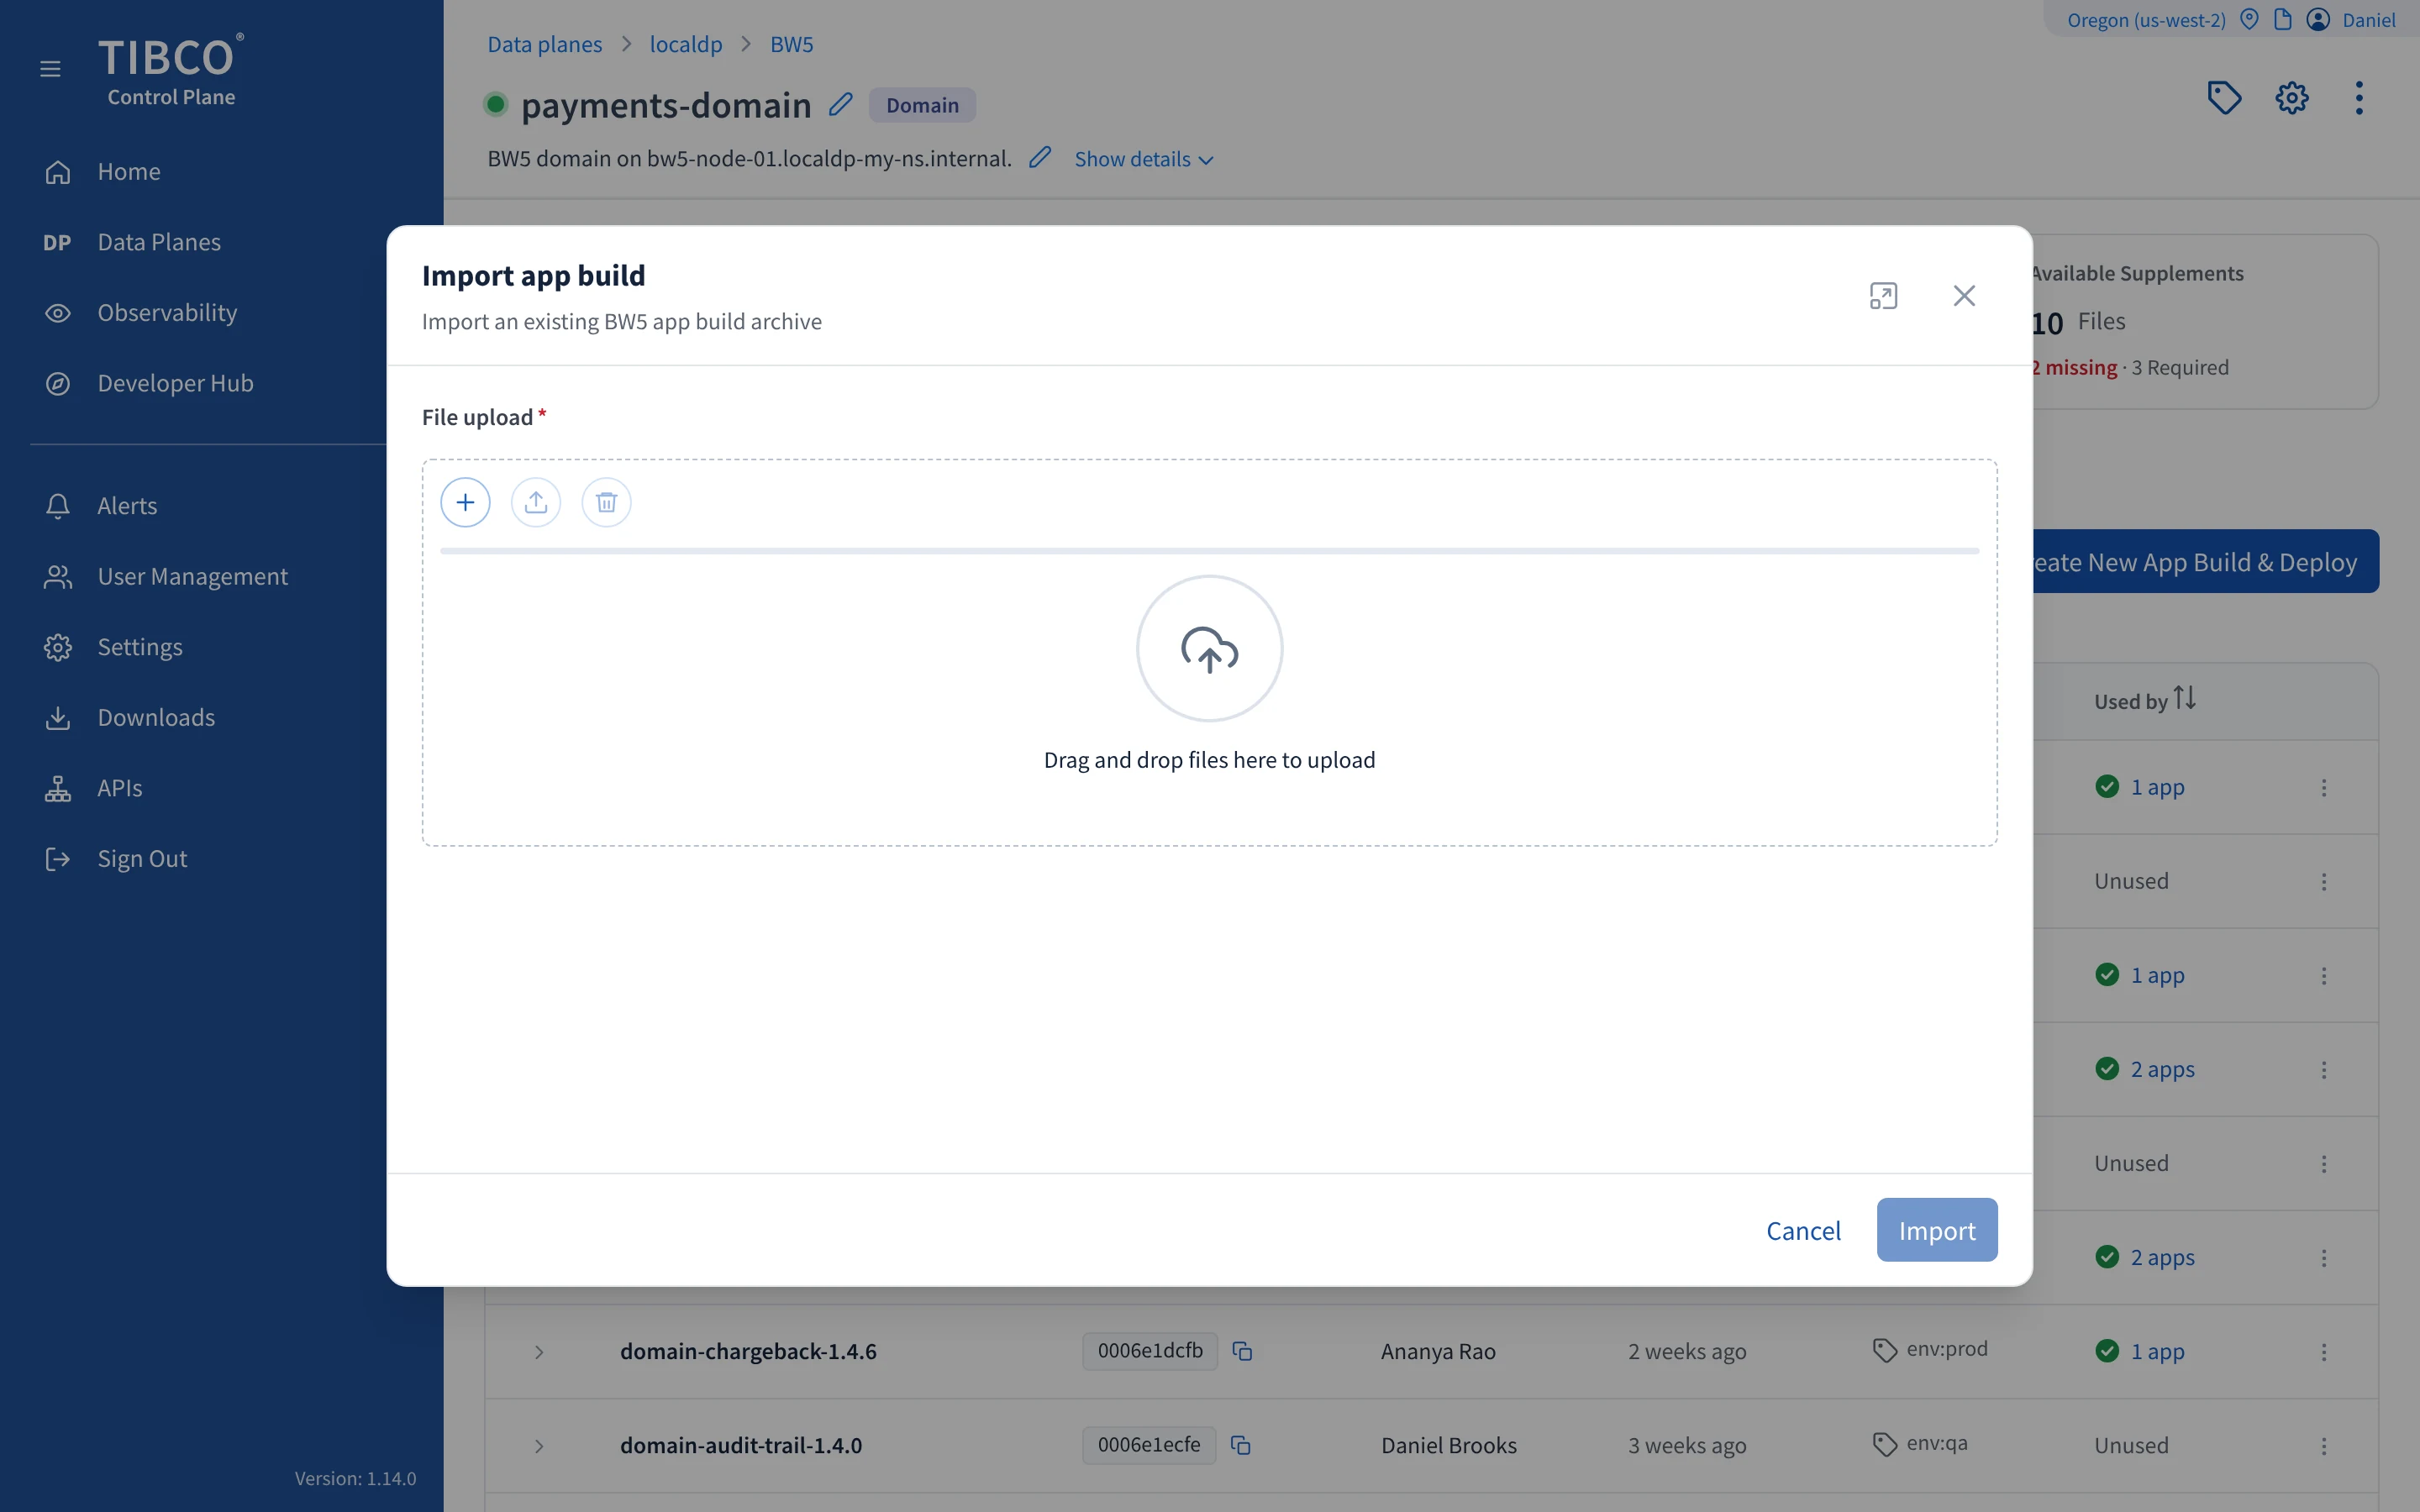 TIBCO®
Control Plane
Home
DP Data Planes
Observability
Developer Hub
Alerts
User Management
Settings
Downloads
APIs
Sign Out
Version: 1.14.0
Oregon (us-west-2) Daniel
Data planes > localdp > BW5
payments-domain Domain
BW5 domain on bw5-node-01.localdp-my-ns.internal. Show details
Available Supplements
10 Files
2 missing · 3 Required
Import app build
Import an existing BW5 app build archive
File upload *
Drag and drop files here to upload
Cancel Import
New App Build & Deploy
Used by
1 app
Unused
1 app
2 apps
Unused
2 apps
domain-chargeback-1.4.6 0006e1dcfb Ananya Rao 2 weeks ago env:prod 1 app
domain-audit-trail-1.4.0 0006e1ecfe Daniel Brooks 3 weeks ago env:qa Unused